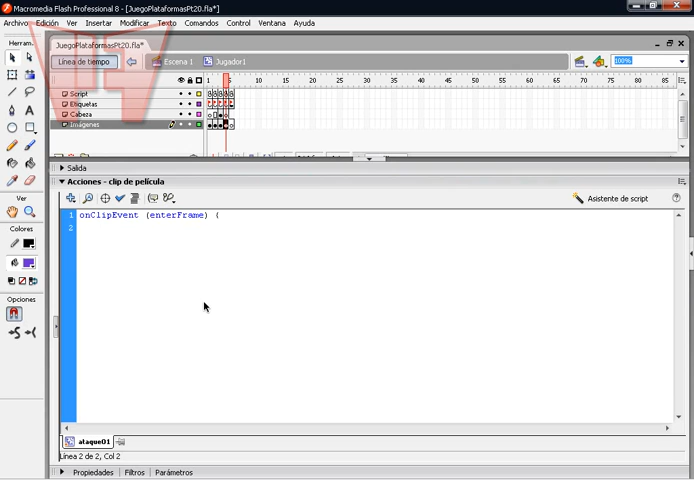 Macromedia Flash Professional 8 - [JuegoPlataformasPt20.fla*]
Archivo Edición Ver Insertar Modificar Texto Comandos Control Ventana Ayuda
Herram.
JuegoPlataformasPt20.fla*
Línea de tiempo Escena 1 Jugador1 100%
1 5 10 15 20 25 30 35 40 45 50 55 60 65 70 75 80 85
Script
Etiquetas
Cabeza
Imágenes
Salida
Acciones - clip de película
Asistente de script
Ver
Colores
Opciones
1 onClipEvent (enterFrame) {
2
ataque01
Línea 2 de 2, Col 2
Propiedades Filtros Parámetros